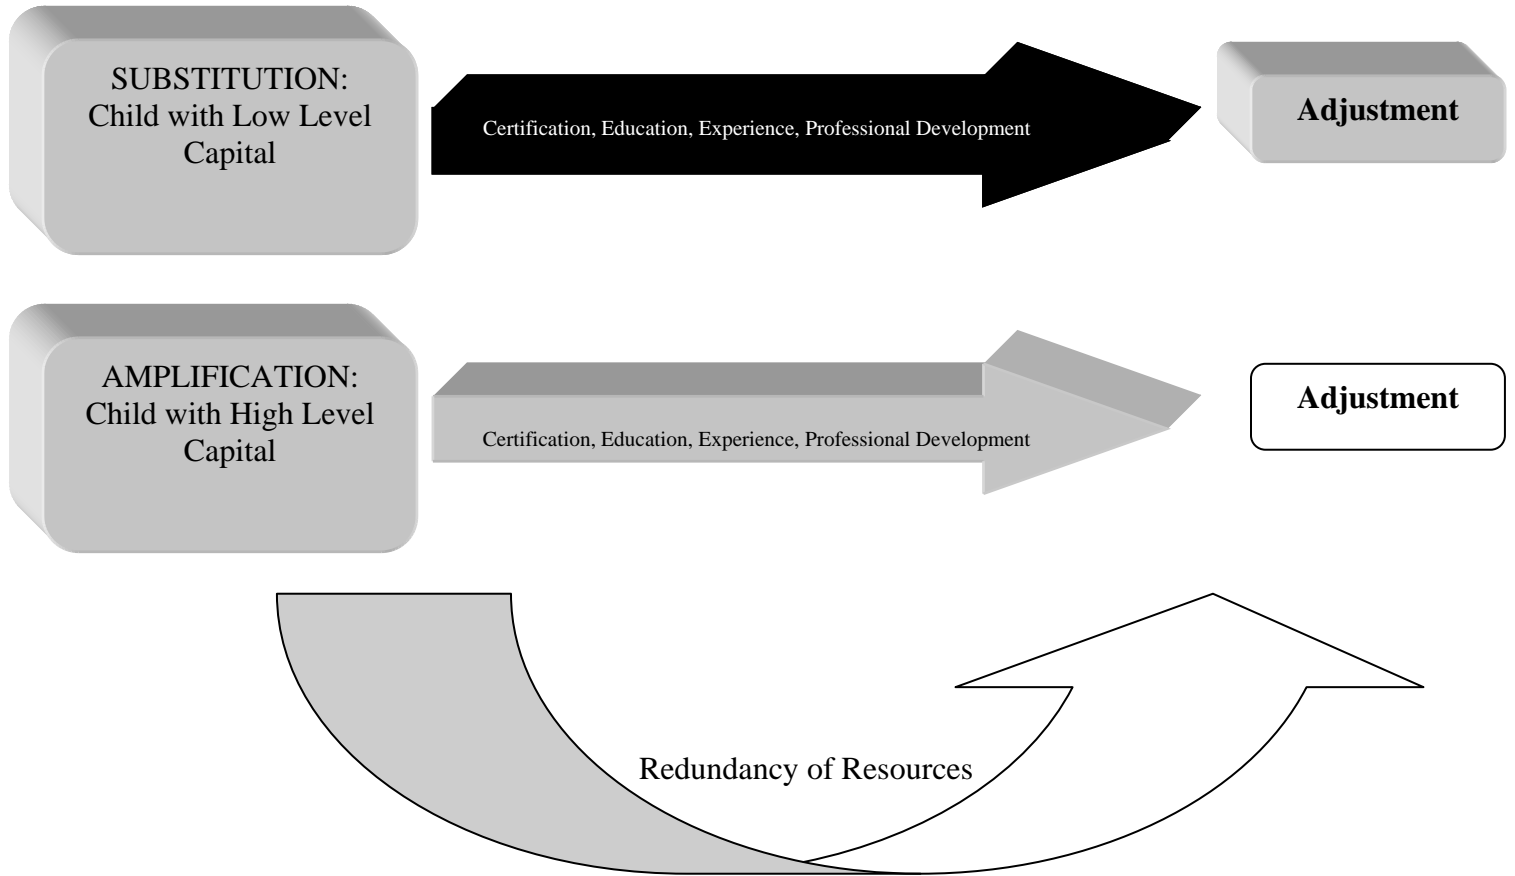 SUBSTITUTION:
Child with Low Level
Capital
Certification, Education, Experience, Professional Development
Adjustment
AMPLIFICATION:
Child with High Level
Capital
Certification, Education, Experience, Professional Development
Adjustment
Redundancy of Resources